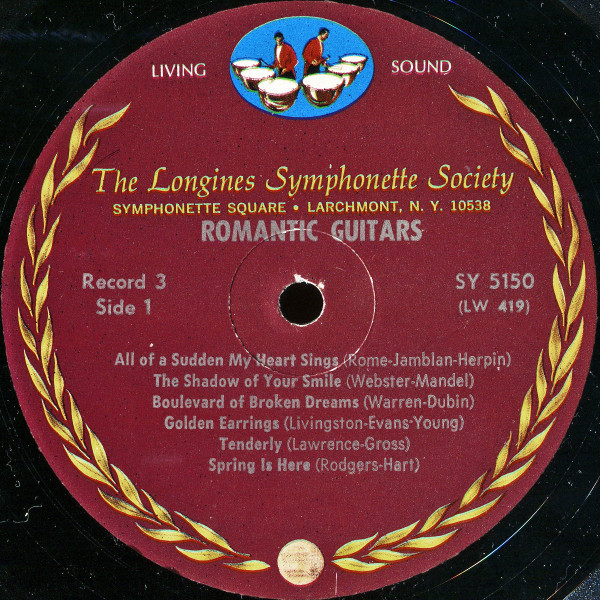 LIVING SOUND
The Longines Symphonette Society
SYMPHONETTE SQUARE • LARCHMONT, N. Y. 10538
ROMANTIC GUITARS
Record 3 SY 5150
Side 1 (LW 419)
All of a Sudden My Heart Sings (Rome-Jamblan-Herpin)
The Shadow of Your Smile (Webster-Mandel)
Boulevard of Broken Dreams (Warren-Dubin)
Golden Earrings (Livingston-Evans-Young)
Tenderly (Lawrence-Gross)
Spring Is Here (Rodgers-Hart)